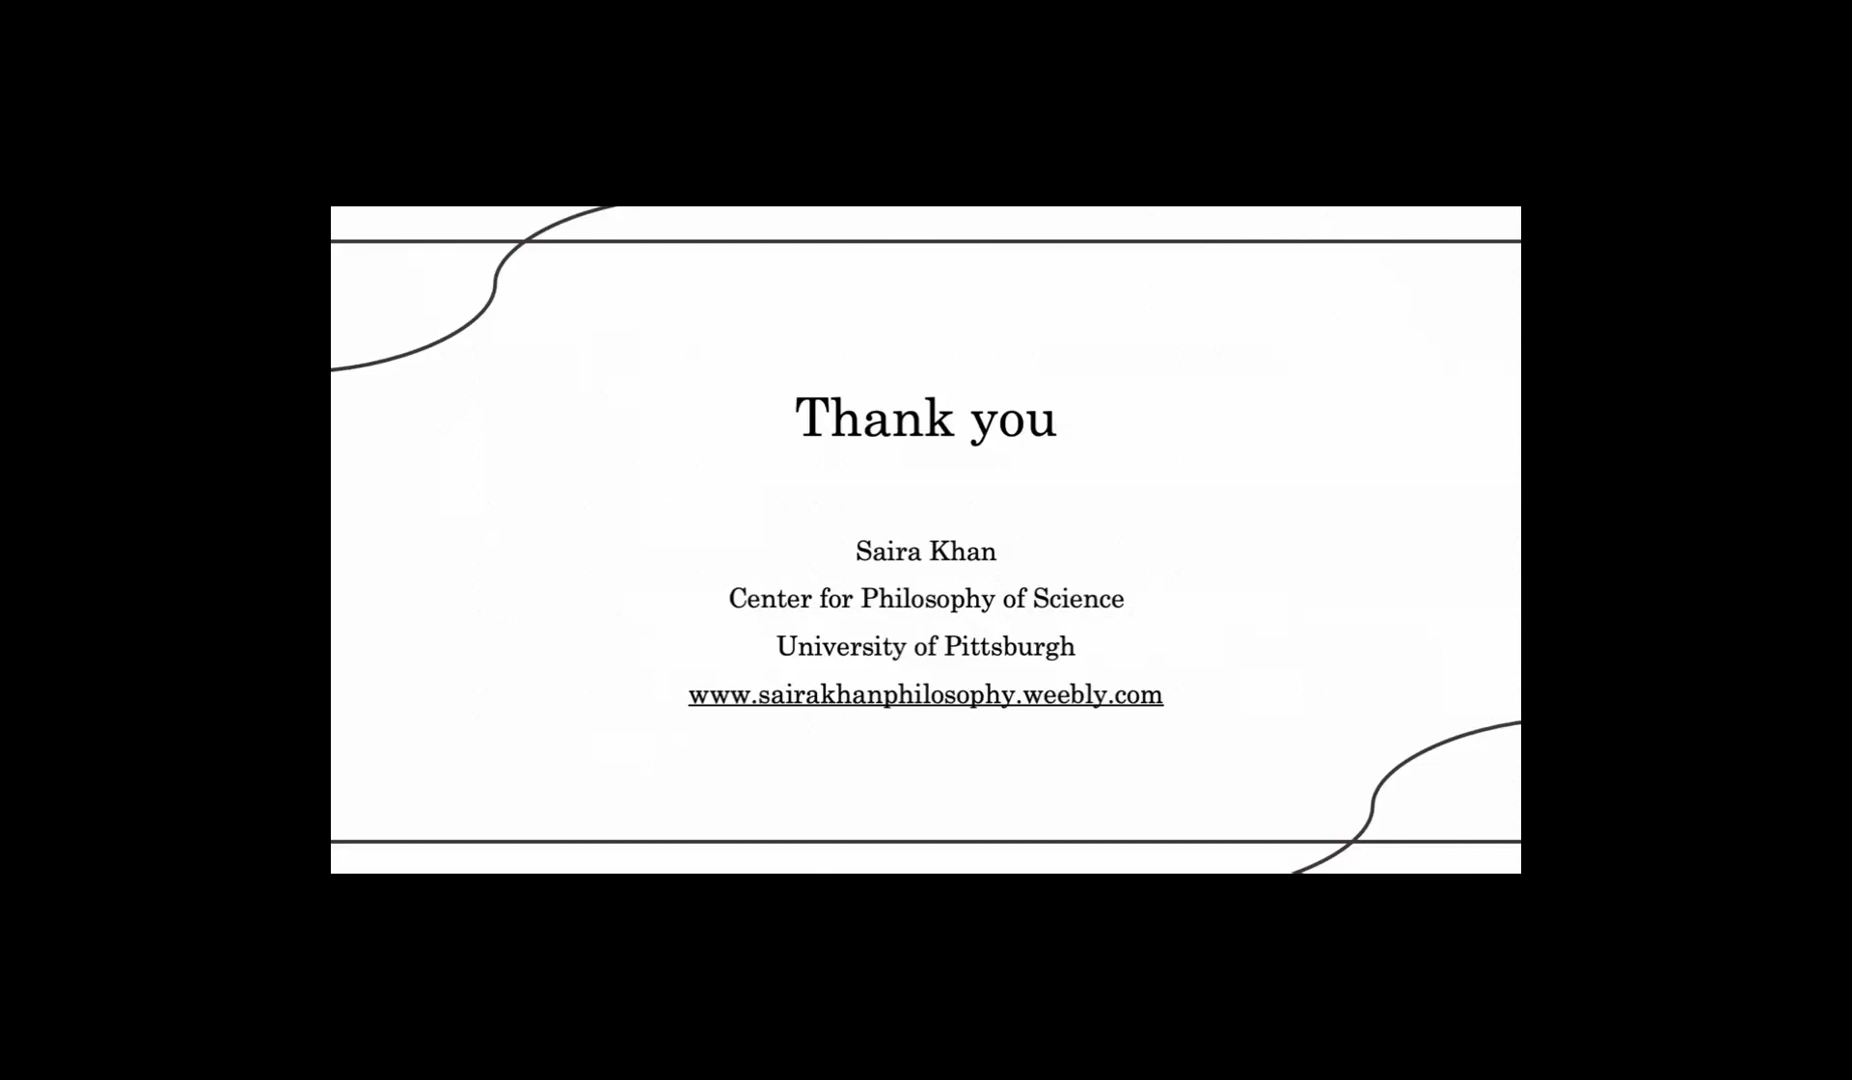 Thank you
Saira Khan
Center for Philosophy of Science
University of Pittsburgh
www.sairakhanphilosophy.weebly.com